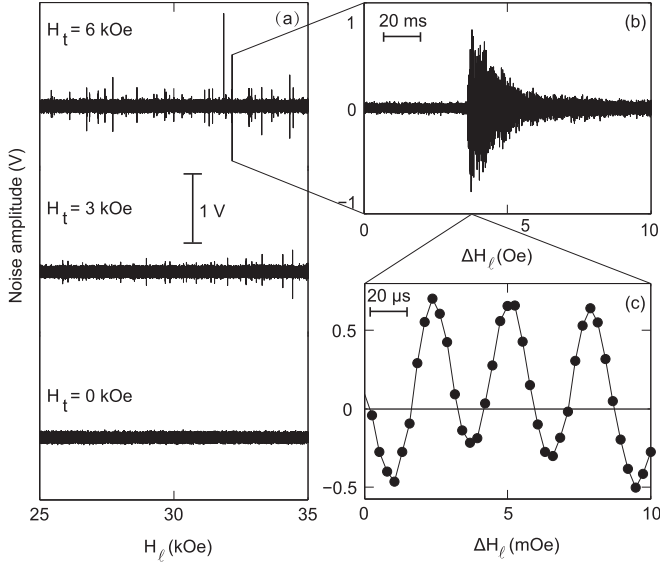 Noise amplitude (V)
(a)
H_t = 6 kOe
H_t = 3 kOe
1 V
H_t = 0 kOe
25 30 35
H_ℓ (kOe)
(b)
20 ms
1
0
−1
0 5 10
ΔH_ℓ (Oe)
(c)
20 µs
0.5
0
−0.5
0 5 10
ΔH_ℓ (mOe)